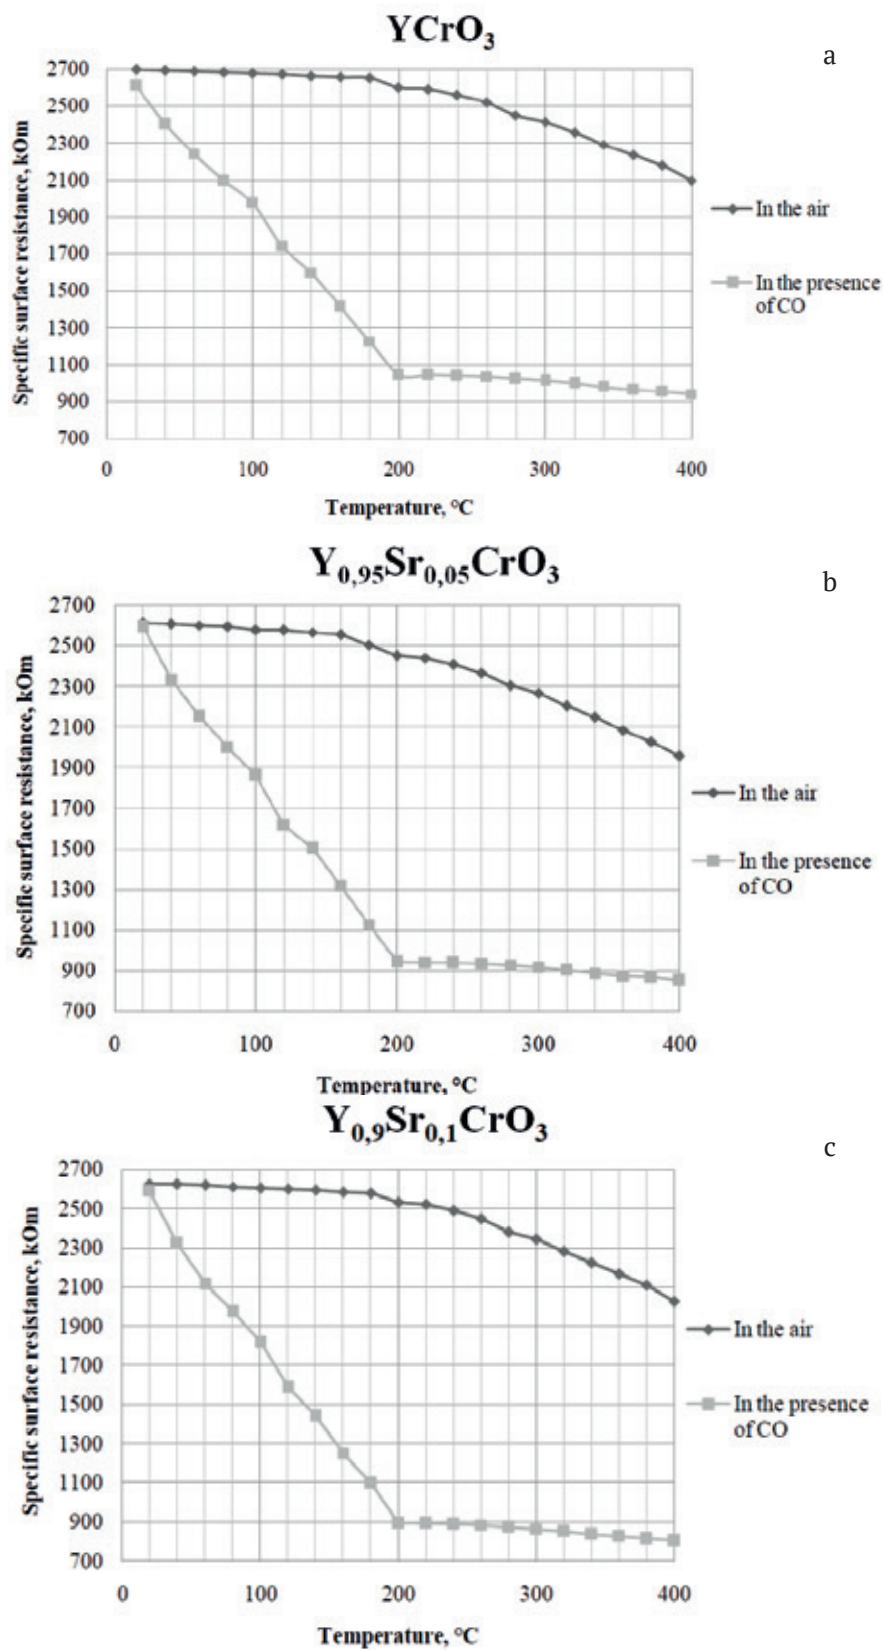 YCrO₃
a
2700
2500
2300
2100
1900
1700
1500
1300
1100
900
700
Specific surface resistance, kOm
0 100 200 300 400
Temperature, °C
In the air
In the presence
of CO
Y₀,₉₅Sr₀,₀₅CrO₃
b
2700
2500
2300
2100
1900
1700
1500
1300
1100
900
700
Specific surface resistance, kOm
0 100 200 300 400
Temperature, °C
In the air
In the presence
of CO
Y₀,₉Sr₀,₁CrO₃
c
2700
2500
2300
2100
1900
1700
1500
1300
1100
900
700
Specific surface resistance, kOm
0 100 200 300 400
Temperature, °C
In the air
In the presence
of CO